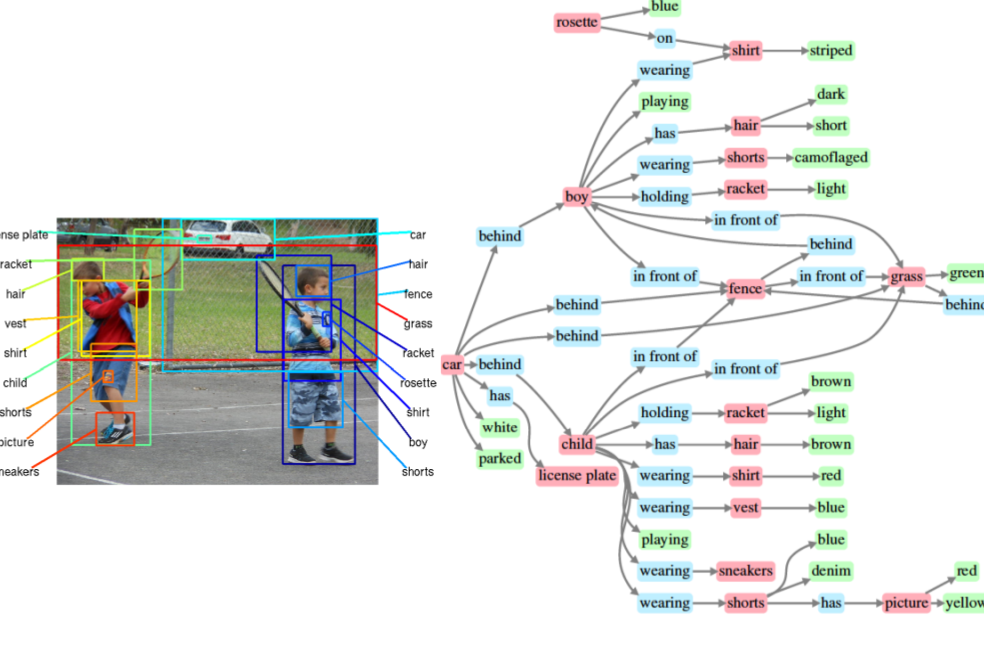 nse plate
racket
hair
vest
shirt
child
shorts
picture
neakers
car
hair
fence
grass
racket
rosette
shirt
boy
shorts
blue
rosette
on
shirt
striped
wearing
playing
dark
has
hair
short
wearing
shorts
camoflaged
boy
holding
racket
light
in front of
behind
behind
in front of
fence
in front of
grass
green
behind
behind
behind
in front of
car
behind
in front of
has
brown
white
holding
racket
light
child
has
hair
brown
parked
license plate
wearing
shirt
red
wearing
vest
blue
playing
blue
wearing
sneakers
denim
red
wearing
shorts
has
picture
yellow